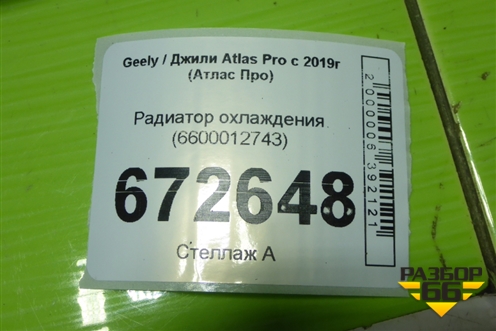 Geely / Джили Atlas Pro с 2019г
(Атлас Про)
Радиатор охлаждения
(6600012743)
672648
Стеллаж А
2000006392121
РАЗБОР
66